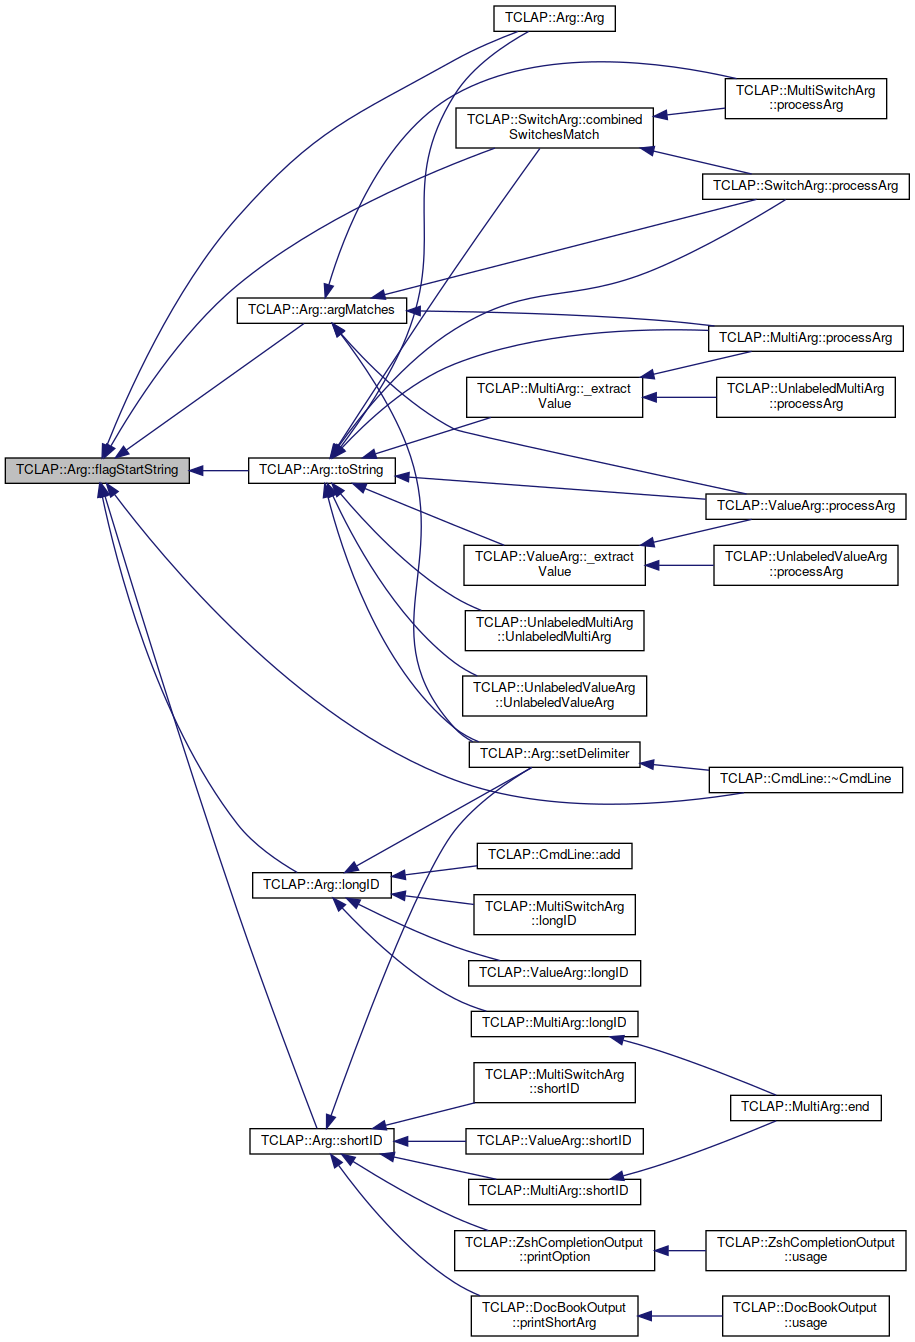 TCLAP::Arg::Arg
TCLAP::MultiSwitchArg
::processArg
TCLAP::SwitchArg::combined
SwitchesMatch
TCLAP::SwitchArg::processArg
TCLAP::Arg::argMatches
TCLAP::MultiArg::processArg
TCLAP::MultiArg::_extract
Value
TCLAP::UnlabeledMultiArg
::processArg
TCLAP::Arg::flagStartString
TCLAP::Arg::toString
TCLAP::ValueArg::processArg
TCLAP::ValueArg::_extract
Value
TCLAP::UnlabeledValueArg
::processArg
TCLAP::UnlabeledMultiArg
::UnlabeledMultiArg
TCLAP::UnlabeledValueArg
::UnlabeledValueArg
TCLAP::Arg::setDelimiter
TCLAP::CmdLine::~CmdLine
TCLAP::CmdLine::add
TCLAP::Arg::longID
TCLAP::MultiSwitchArg
::longID
TCLAP::ValueArg::longID
TCLAP::MultiArg::longID
TCLAP::MultiSwitchArg
::shortID
TCLAP::MultiArg::end
TCLAP::Arg::shortID
TCLAP::ValueArg::shortID
TCLAP::MultiArg::shortID
TCLAP::ZshCompletionOutput
::printOption
TCLAP::ZshCompletionOutput
::usage
TCLAP::DocBookOutput
::printShortArg
TCLAP::DocBookOutput
::usage